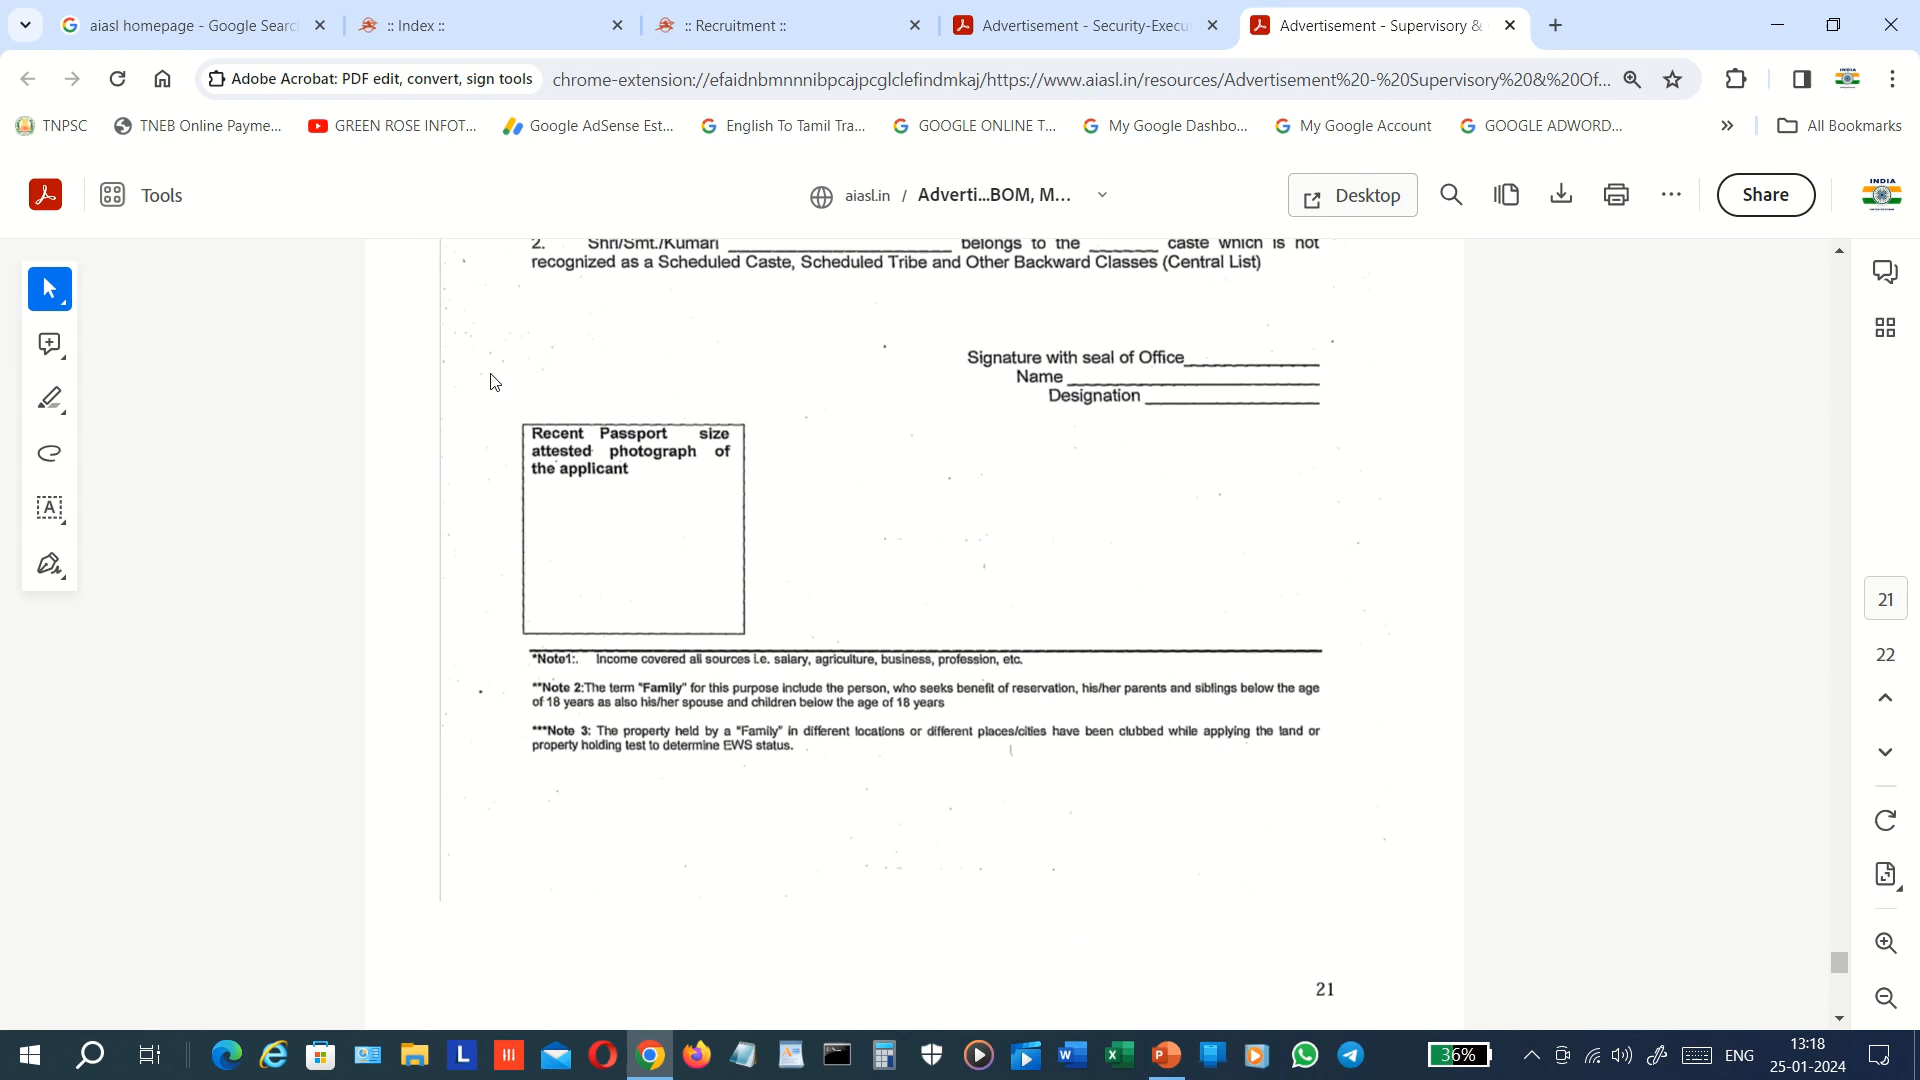 aiasl homepage - Google Searc
:: Index ::
:: Recruitment ::
Advertisement - Security-Execu
Advertisement - Supervisory &
Adobe Acrobat: PDF edit, convert, sign tools
chrome-extension://efaidnbmnnnibpcajpcglclefindmkaj/https://www.aiasl.in/resources/Advertisement%20-%20Supervisory%20&%20Of...
TNPSC
TNEB Online Payme...
GREEN ROSE INFOT...
Google AdSense Est...
English To Tamil Tra...
GOOGLE ONLINE T...
My Google Dashbo...
My Google Account
GOOGLE ADWORD...
All Bookmarks
Tools
aiasl.in / Adverti...BOM, M...
Desktop
Share
INDIA
2. Shri/Smt./Kumari ____________________ belongs to the _______ caste which is not
recognized as a Scheduled Caste, Scheduled Tribe and Other Backward Classes (Central List)
Signature with seal of Office______________
Name __________________________
Designation __________________
Recent Passport size
attested photograph of
the applicant
*Note1:. Income covered all sources i.e. salary, agriculture, business, profession, etc.
**Note 2:The term "Family" for this purpose include the person, who seeks benefit of reservation, his/her parents and siblings below the age
of 18 years as also his/her spouse and children below the age of 18 years
***Note 3: The property held by a "Family" in different locations or different places/cities have been clubbed while applying the land or
property holding test to determine EWS status.
21
21
22
36%
ENG
13:18
25-01-2024